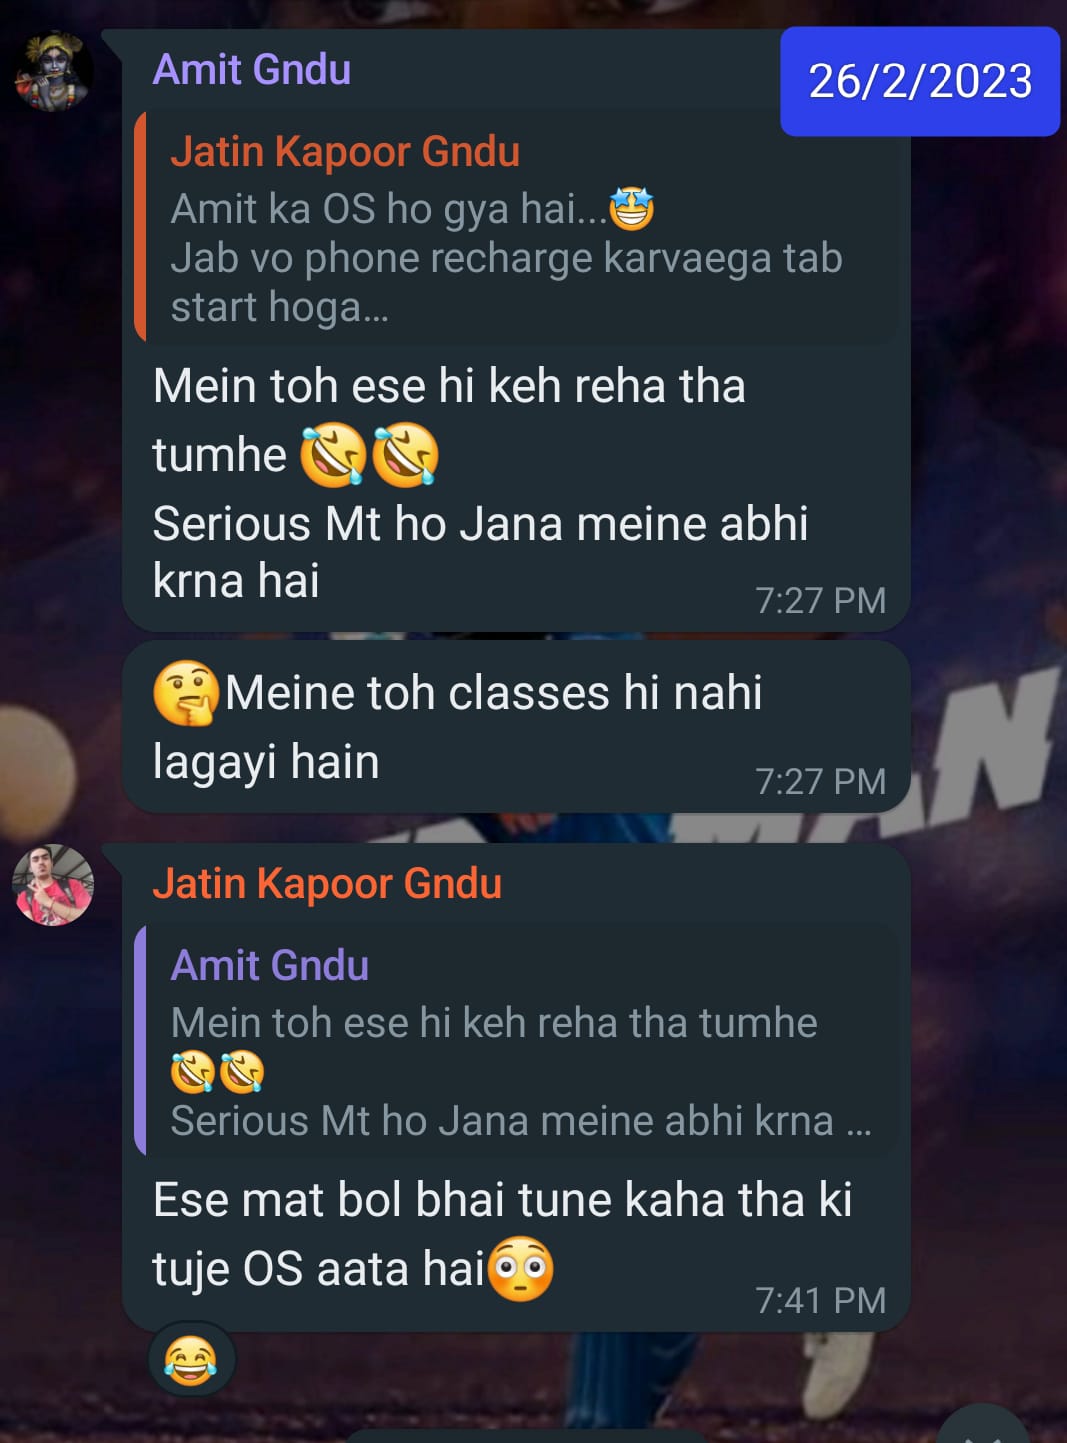 Amit Gndu
26/2/2023
Jatin Kapoor Gndu
Amit ka OS ho gya hai...🤩
Jab vo phone recharge karvaega tab
start hoga...
Mein toh ese hi keh reha tha
tumhe 🤣🤣
Serious Mt ho Jana meine abhi
krna hai
7:27 PM
🤔Meine toh classes hi nahi
lagayi hain
7:27 PM
Jatin Kapoor Gndu
Amit Gndu
Mein toh ese hi keh reha tha tumhe
🤣🤣
Serious Mt ho Jana meine abhi krna ...
Ese mat bol bhai tune kaha tha ki
tuje OS aata hai😳
7:41 PM
😂